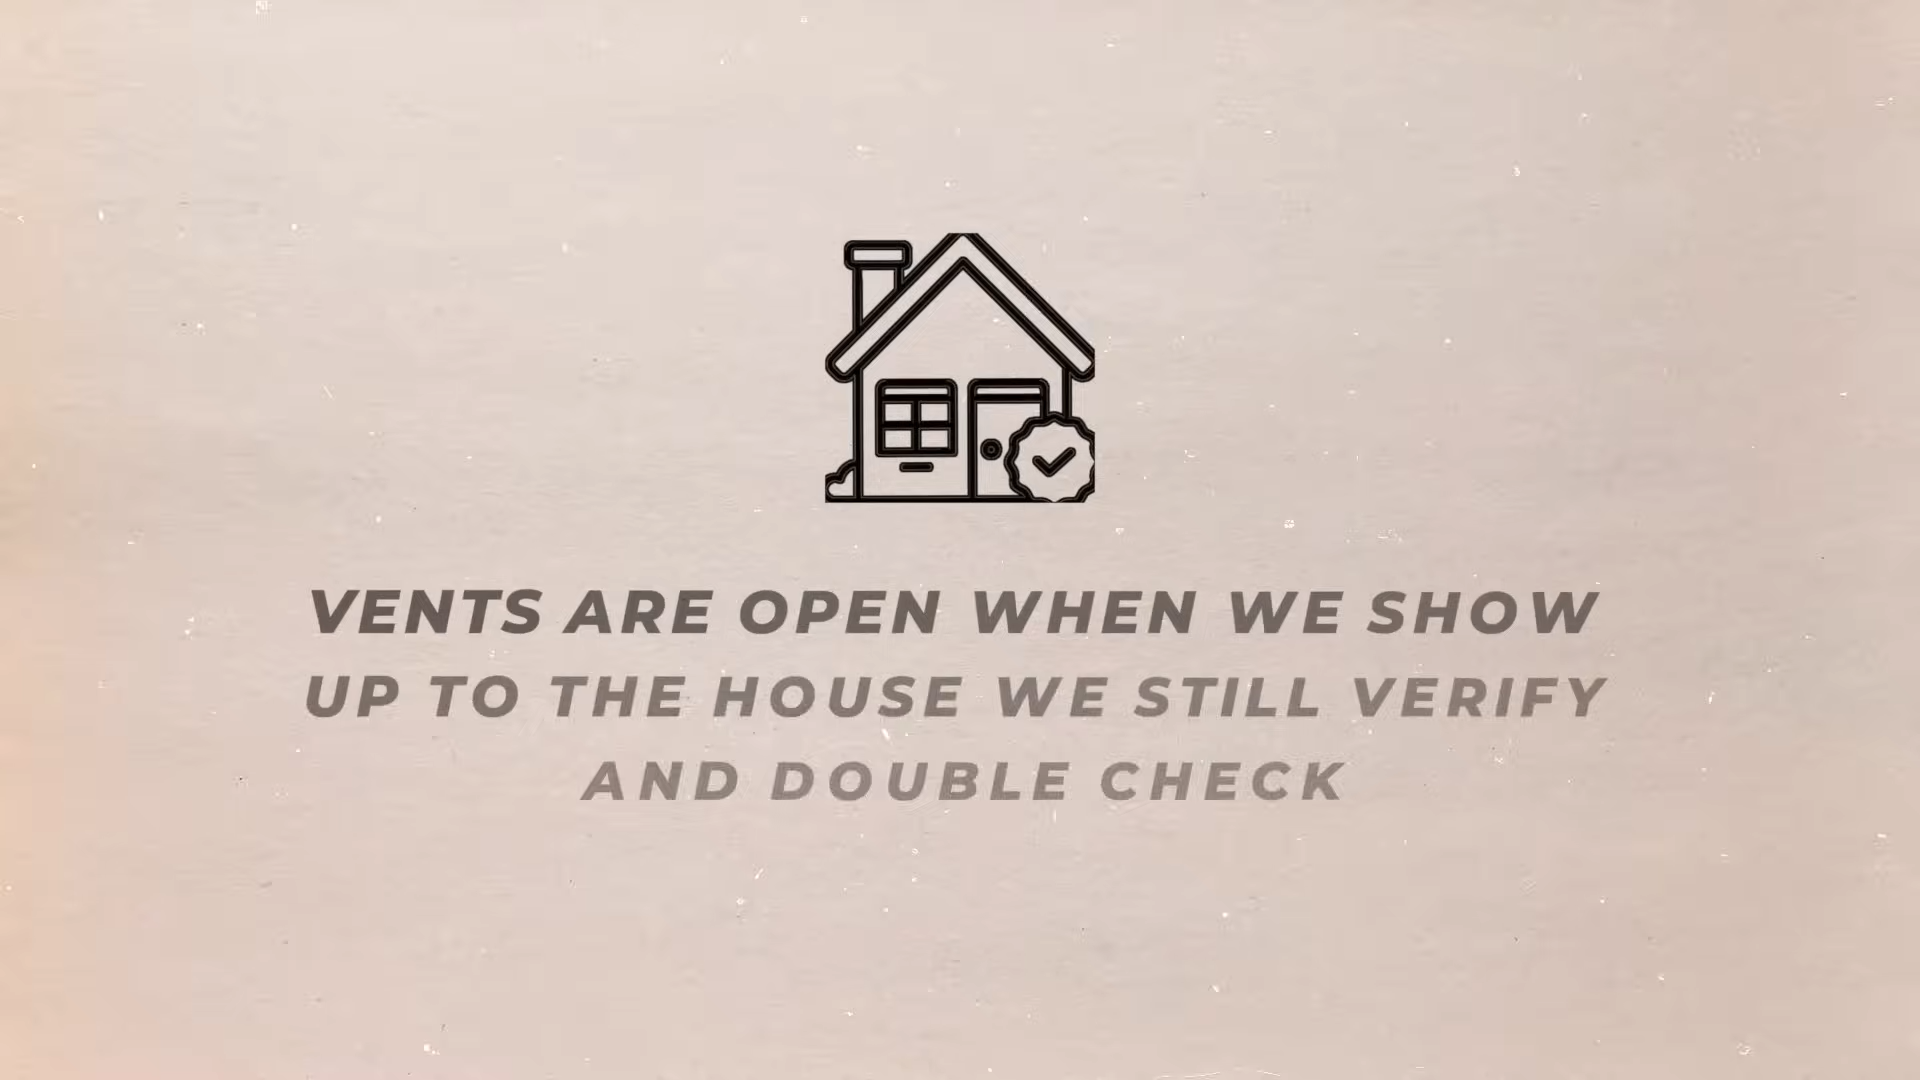 VENTS ARE OPEN WHEN WE SHOW
UP TO THE HOUSE WE STILL VERIFY
AND DOUBLE CHECK